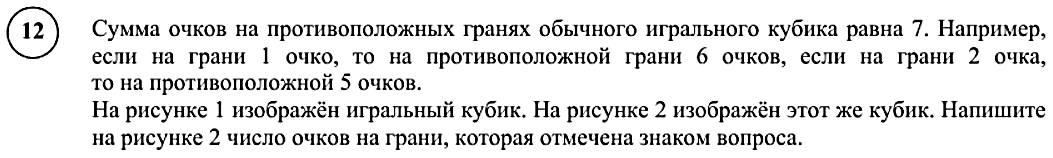 12
Сумма очков на противоположных гранях обычного игрального кубика равна 7. Например,
если на грани 1 очко, то на противоположной грани 6 очков, если на грани 2 очка,
то на противоположной 5 очков.
На рисунке 1 изображён игральный кубик. На рисунке 2 изображён этот же кубик. Напишите
на рисунке 2 число очков на грани, которая отмечена знаком вопроса.